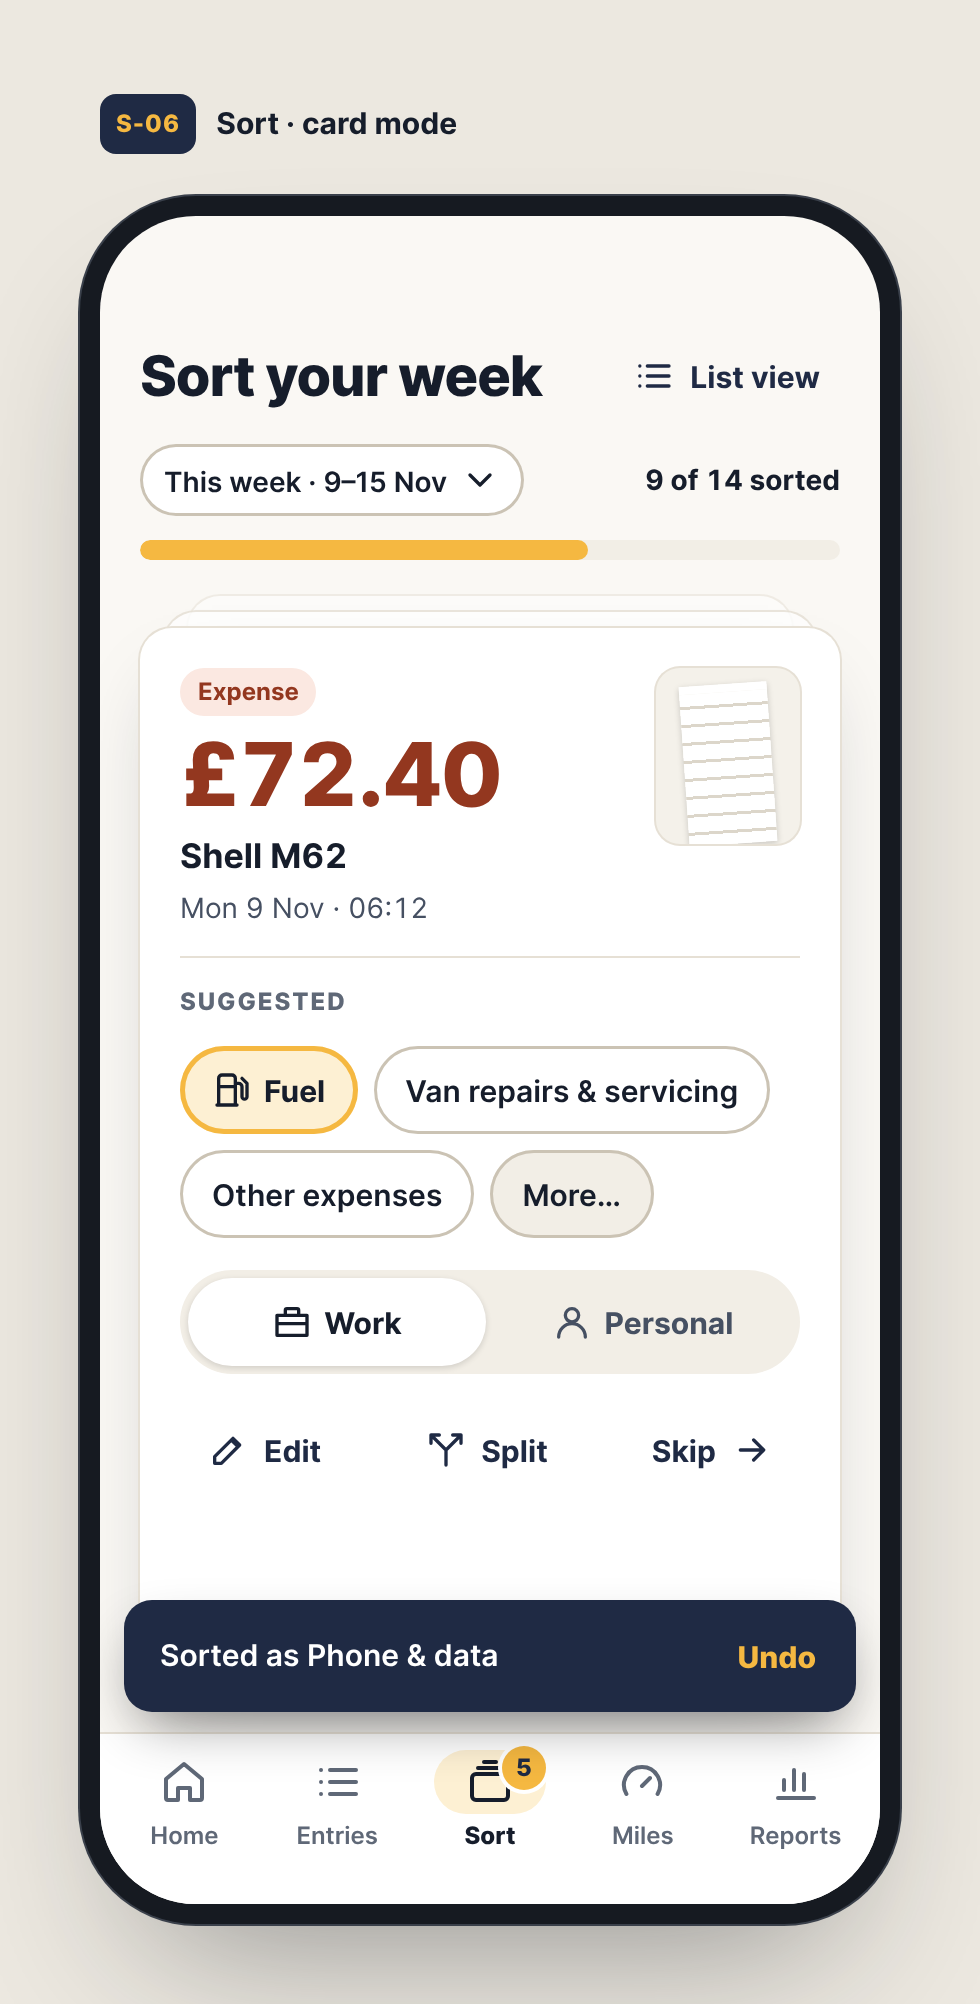 S-06 Sort · card mode
Sort your week List view
This week · 9–15 Nov 9 of 14 sorted
Expense
£72.40
Shell M62
Mon 9 Nov · 06:12
SUGGESTED
Fuel Van repairs & servicing
Other expenses More...
Work Personal
Edit Split Skip
Sorted as Phone & data Undo
5
Home Entries Sort Miles Reports